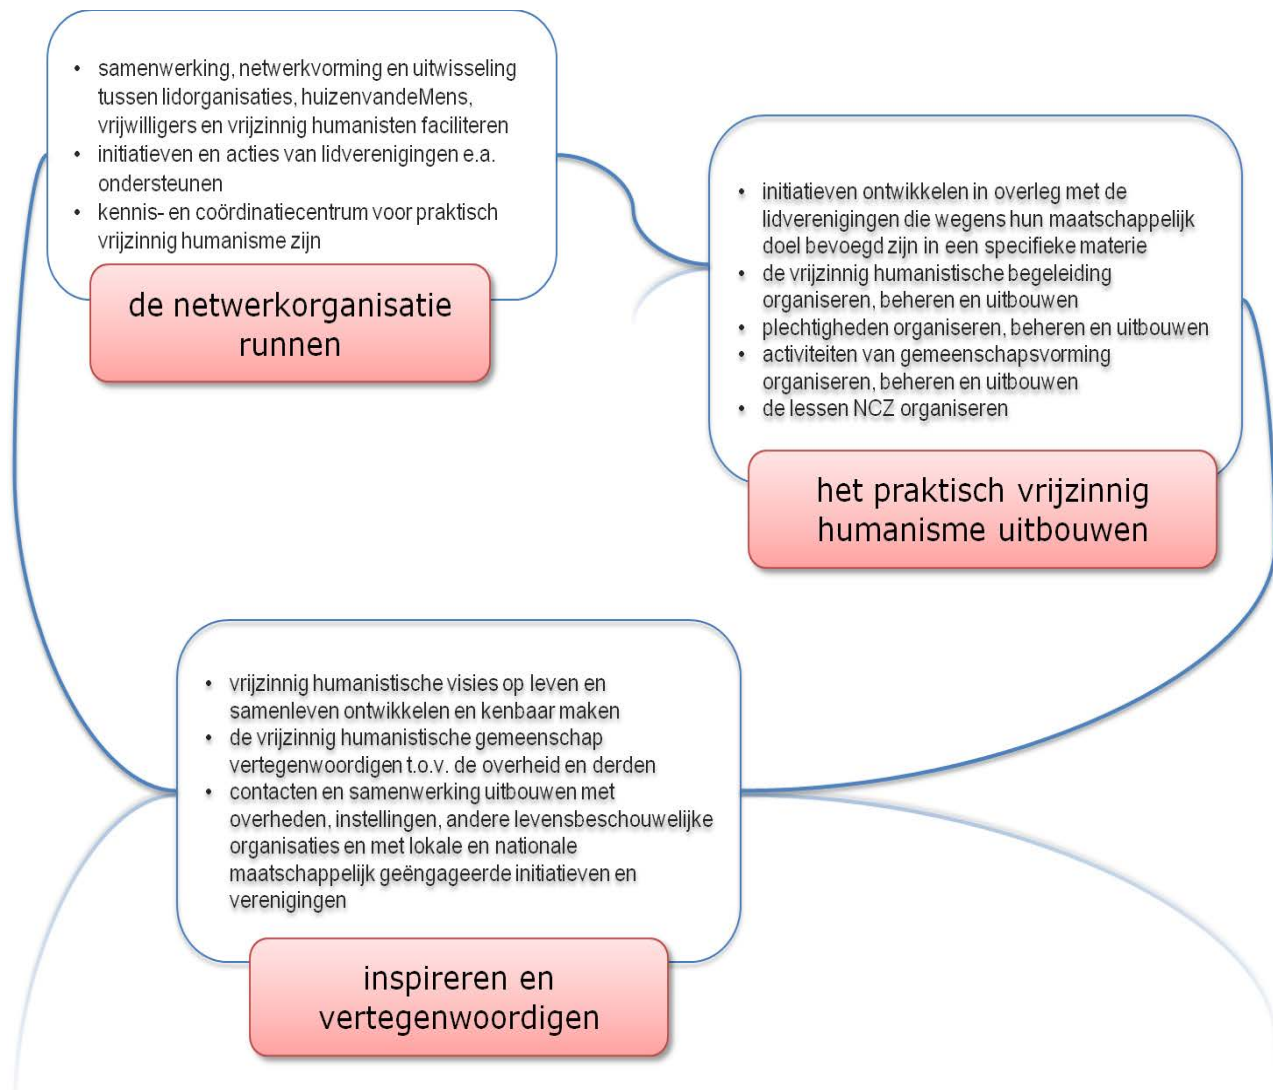 • samenwerking, netwerkvorming en uitwisseling
tussen lidorganisaties, huizenvandeMens,
vrijwilligers en vrijzinnig humanisten faciliteren
• initiatieven en acties van lidverenigingen e.a.
ondersteunen
• kennis- en coördinatiecentrum voor praktisch
vrijzinnig humanisme zijn
de netwerkorganisatie
runnen
• initiatieven ontwikkelen in overleg met de
lidverenigingen die wegens hun maatschappelijk
doel bevoegd zijn in een specifieke materie
• de vrijzinnig humanistische begeleiding
organiseren, beheren en uitbouwen
• plechtigheden organiseren, beheren en uitbouwen
• activiteiten van gemeenschapsvorming
organiseren, beheren en uitbouwen
• de lessen NCZ organiseren
het praktisch vrijzinnig
humanisme uitbouwen
• vrijzinnig humanistische visies op leven en
samenleven ontwikkelen en kenbaar maken
• de vrijzinnig humanistische gemeenschap
vertegenwoordigen t.o.v. de overheid en derden
• contacten en samenwerking uitbouwen met
overheden, instellingen, andere levensbeschouwelijke
organisaties en met lokale en nationale
maatschappelijk geëngageerde initiatieven en
verenigingen
inspireren en
vertegenwoordigen